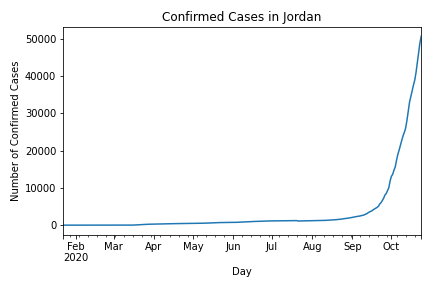 Confirmed Cases in Jordan
Number of Confirmed Cases
50000
40000
30000
20000
10000
0
Feb Mar Apr May Jun Jul Aug Sep Oct
2020
Day